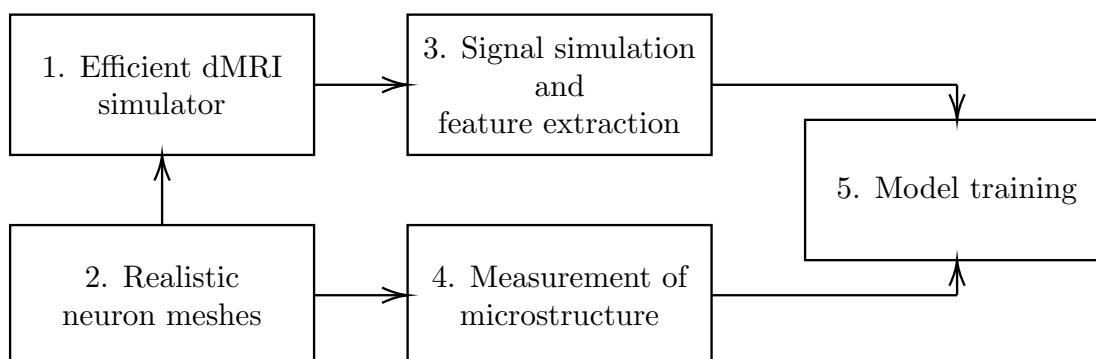 1. Efficient dMRI
simulator
3. Signal simulation
and
feature extraction
5. Model training
2. Realistic
neuron meshes
4. Measurement of
microstructure